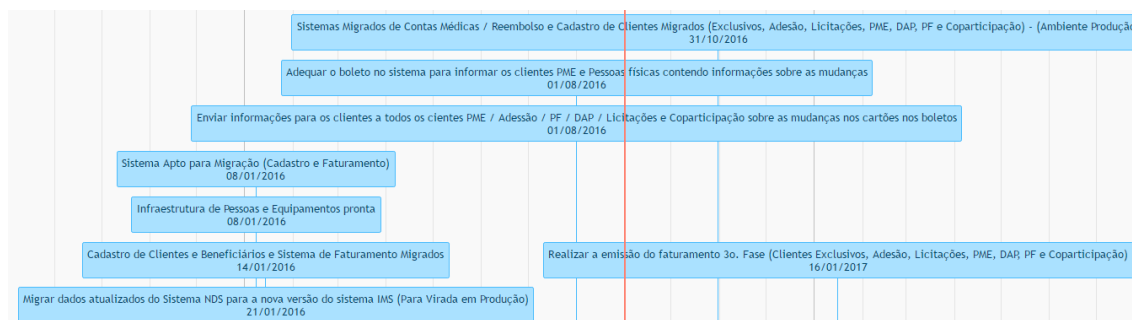 Sistemas Migrados de Contas Médicas / Reembolso e Cadastro de Clientes Migrados (Exclusivos, Adesão, Licitações, PME, DAP, PF e Coparticipação) - (Ambiente Produção
31/10/2016
Adequar o boleto no sistema para informar os clientes PME e Pessoas físicas contendo informações sobre as mudanças
01/08/2016
Enviar informações para os clientes a todos os cientes PME / Adessão / PF / DAP / Licitações e Coparticipação sobre as mudanças nos cartões nos boletos
01/08/2016
Sistema Apto para Migração (Cadastro e Faturamento)
08/01/2016
Infraestrutura de Pessoas e Equipamentos pronta
08/01/2016
Cadastro de Clientes e Beneficiários e Sistema de Faturamento Migrados
14/01/2016
Realizar a emissão do faturamento 3o. Fase (Clientes Exclusivos, Adesão, Licitações, PME, DAP, PF e Coparticipação)
16/01/2017
Migrar dados atualizados do Sistema NDS para a nova versão do sistema IMS (Para Virada em Produção)
21/01/2016